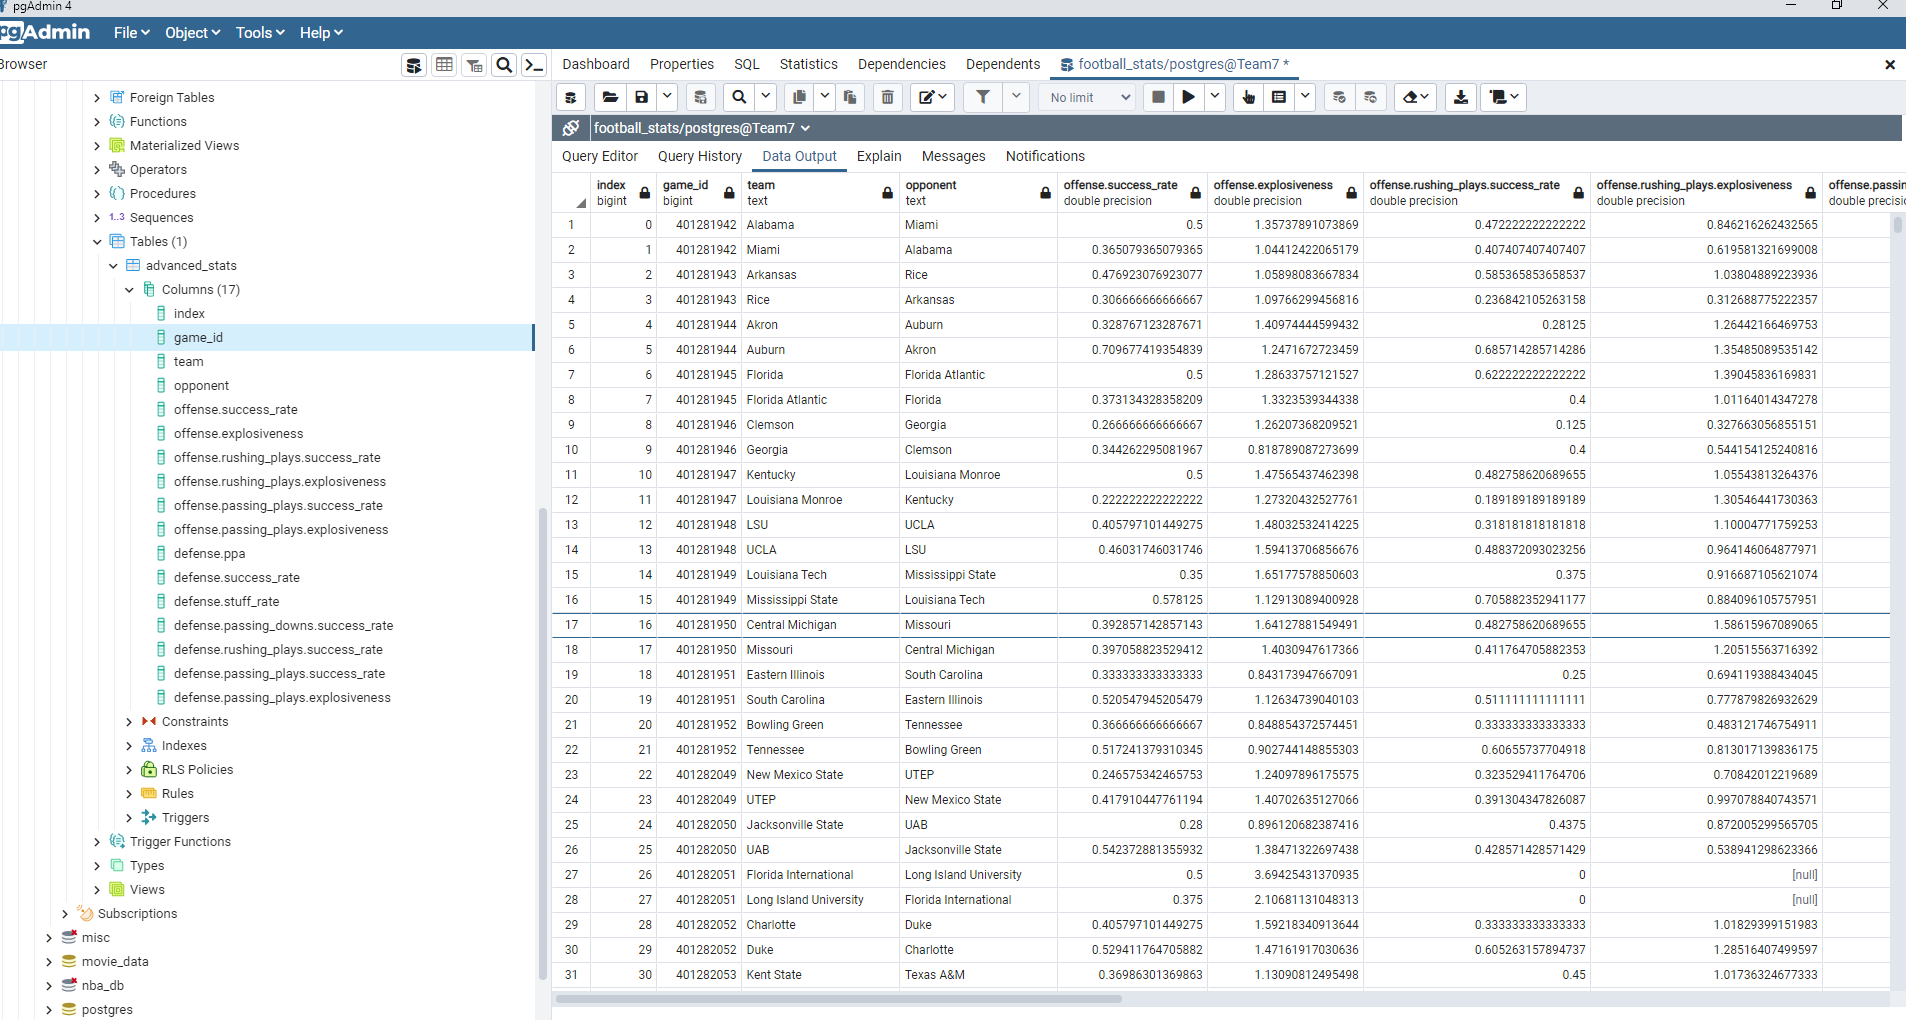 pgAdmin 4
pgAdmin File Object Tools Help
Browser
Dashboard Properties SQL Statistics Dependencies Dependents football_stats/postgres@Team7 *
No limit
football_stats/postgres@Team7
Query Editor Query History Data Output Explain Messages Notifications
Foreign Tables
Functions
Materialized Views
Operators
Procedures
1..3 Sequences
Tables (1)
advanced_stats
Columns (17)
index
game_id
team
opponent
offense.success_rate
offense.explosiveness
offense.rushing_plays.success_rate
offense.rushing_plays.explosiveness
offense.passing_plays.success_rate
offense.passing_plays.explosiveness
defense.ppa
defense.success_rate
defense.stuff_rate
defense.passing_downs.success_rate
defense.rushing_plays.success_rate
defense.passing_plays.success_rate
defense.passing_plays.explosiveness
Constraints
Indexes
RLS Policies
Rules
Triggers
Trigger Functions
Types
Views
Subscriptions
misc
movie_data
nba_db
postgres
index game_id team opponent offense.success_rate offense.explosiveness offense.rushing_plays.success_rate offense.rushing_plays.explosiveness offense.passin
bigint bigint text text double precision double precision double precision double precision double precisio
1 0 401281942 Alabama Miami 0.5 1.35737891073869 0.472222222222222 0.846216262432565
2 1 401281942 Miami Alabama 0.365079365079365 1.04412422065179 0.407407407407407 0.619581321699008
3 2 401281943 Arkansas Rice 0.476923076923077 1.05898083667834 0.585365853658537 1.03804889223936
4 3 401281943 Rice Arkansas 0.306666666666667 1.09766299456816 0.236842105263158 0.312688775222357
5 4 401281944 Akron Auburn 0.328767123287671 1.40974444599432 0.28125 1.26442166469753
6 5 401281944 Auburn Akron 0.709677419354839 1.2471672723459 0.685714285714286 1.35485089535142
7 6 401281945 Florida Florida Atlantic 0.5 1.28633757121527 0.622222222222222 1.39045836169831
8 7 401281945 Florida Atlantic Florida 0.373134328358209 1.3323539344338 0.4 1.01164014347278
9 8 401281946 Clemson Georgia 0.266666666666667 1.26207368209521 0.125 0.327663056855151
10 9 401281946 Georgia Clemson 0.344262295081967 0.818789087273699 0.4 0.544154125240816
11 10 401281947 Kentucky Louisiana Monroe 0.5 1.47565437462398 0.482758620689655 1.05543813264376
12 11 401281947 Louisiana Monroe Kentucky 0.222222222222222 1.27320432527761 0.189189189189189 1.30546441730363
13 12 401281948 LSU UCLA 0.405797101449275 1.48032532414225 0.318181818181818 1.10004771759253
14 13 401281948 UCLA LSU 0.46031746031746 1.59413706856676 0.488372093023256 0.964146064877971
15 14 401281949 Louisiana Tech Mississippi State 0.35 1.65177578850603 0.375 0.916687105621074
16 15 401281949 Mississippi State Louisiana Tech 0.578125 1.12913089400928 0.705882352941177 0.884096105757951
17 16 401281950 Central Michigan Missouri 0.392857142857143 1.64127881549491 0.482758620689655 1.58615967089065
18 17 401281950 Missouri Central Michigan 0.397058823529412 1.4030947617366 0.411764705882353 1.20515563716392
19 18 401281951 Eastern Illinois South Carolina 0.333333333333333 0.843173947667091 0.25 0.694119388434045
20 19 401281951 South Carolina Eastern Illinois 0.520547945205479 1.12634739040103 0.511111111111111 0.777879826932629
21 20 401281952 Bowling Green Tennessee 0.366666666666667 0.848854372574451 0.333333333333333 0.483121746754911
22 21 401281952 Tennessee Bowling Green 0.517241379310345 0.902744148855303 0.60655737704918 0.813017139836175
23 22 401282049 New Mexico State UTEP 0.246575342465753 1.24097896175575 0.323529411764706 0.70842012219689
24 23 401282049 UTEP New Mexico State 0.417910447761194 1.40702635127066 0.391304347826087 0.997078840743571
25 24 401282050 Jacksonville State UAB 0.28 0.896120682387416 0.4375 0.872005299565705
26 25 401282050 UAB Jacksonville State 0.542372881355932 1.38471322697438 0.428571428571429 0.538941298623366
27 26 401282051 Florida International Long Island University 0.5 3.69425431370935 0 [null]
28 27 401282051 Long Island University Florida International 0.375 2.10681131048313 0 [null]
29 28 401282052 Charlotte Duke 0.405797101449275 1.59218340913644 0.333333333333333 1.01829399151983
30 29 401282052 Duke Charlotte 0.529411764705882 1.47161917030636 0.605263157894737 1.28516407499597
31 30 401282053 Kent State Texas A&M 0.36986301369863 1.13090812495498 0.45 1.01736324677333